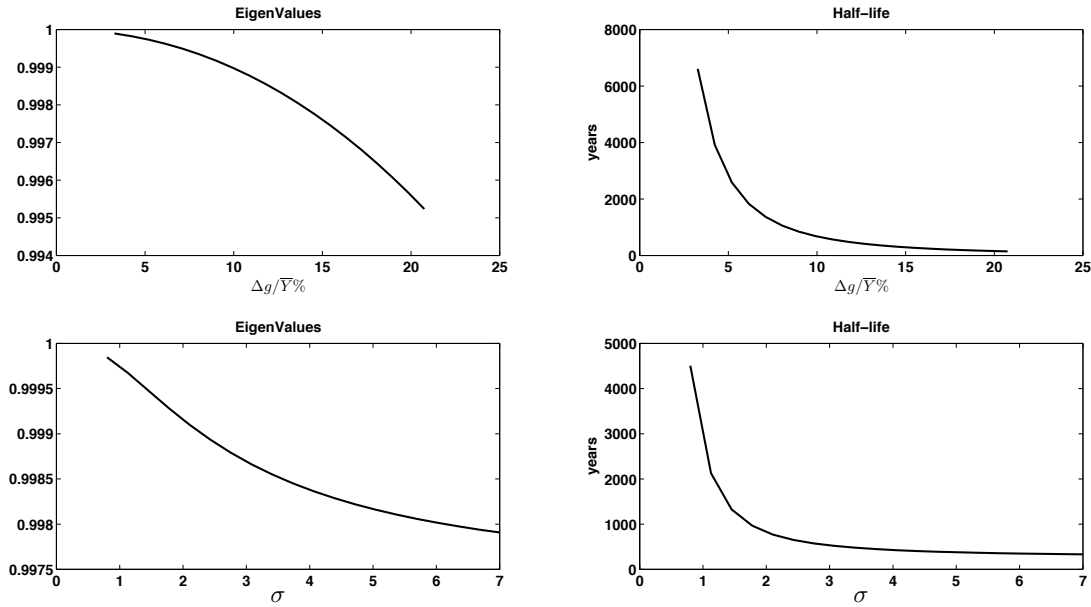 EigenValues
1
0.999
0.998
0.997
0.996
0.995
0.994
0 5 10 15 20 25
Δg/Y̅%
Half−life
8000
6000
4000
2000
0
years
0 5 10 15 20 25
Δg/Y̅%
EigenValues
1
0.9995
0.999
0.9985
0.998
0.9975
0 1 2 3 4 5 6 7
σ
Half−life
5000
4000
3000
2000
1000
0
years
0 1 2 3 4 5 6 7
σ